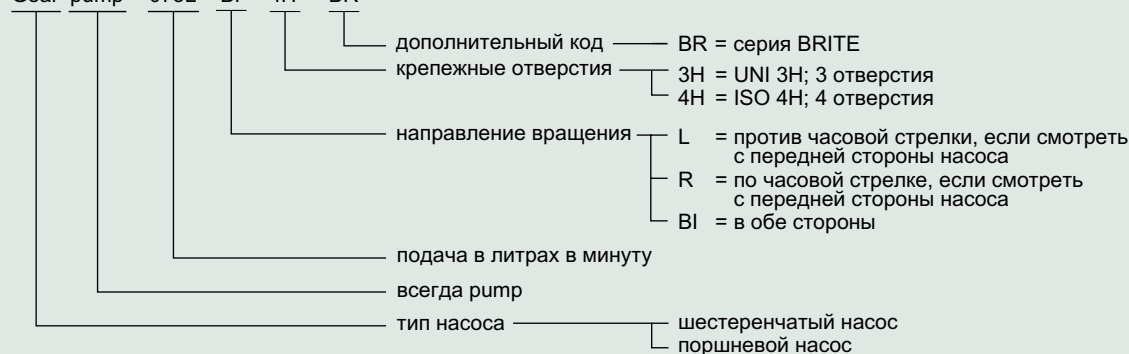 pump
дополнительный код
BR = серия BRITE
крепежные отверстия
3H = UNI 3H; 3 отверстия
4H = ISO 4H; 4 отверстия
направление вращения
L = против часовой стрелки, если смотреть
с передней стороны насоса
R = по часовой стрелке, если смотреть
с передней стороны насоса
BI = в обе стороны
подача в литрах в минуту
всегда pump
тип насоса
шестеренчатый насос
поршневой насос